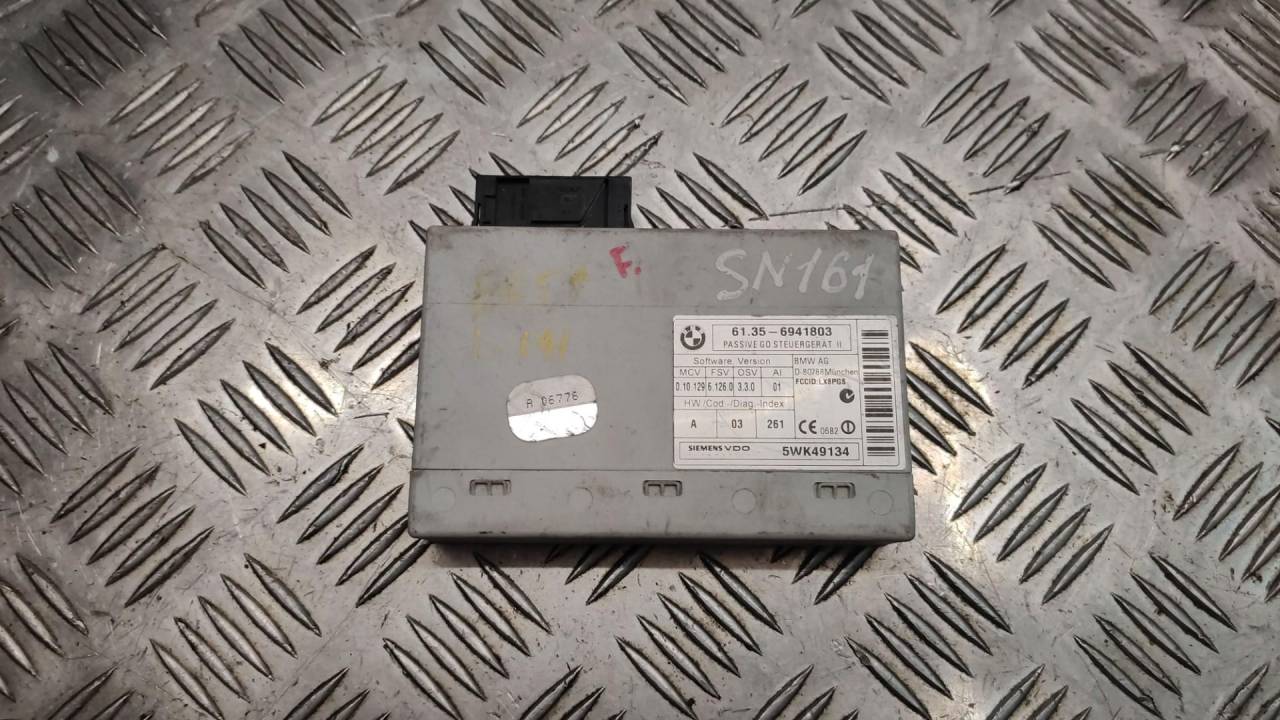 F.
SN161
61.35 - 6941803
PASSIVE GO STEUERGERAT II
Software Version
MCV FSV OSV AI
0.10.129 6.126.0 3.3.0 01
HW-/Cod-/Diag.-Index
A 03 261
BMW AG
D-80788München
FCCID:LX8PGS
CE 0682
SIEMENS VDO 5WK49134
A 06776